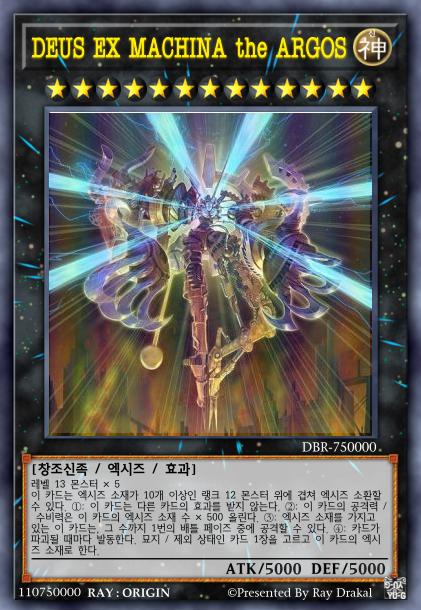 DEUS EX MACHINA the ARGOS
신
神
DBR-750000
[창조신족 / 엑시즈 / 효과]
레벨 13 몬스터 × 5
이 카드는 엑시즈 소재가 10개 이상인 랭크 12 몬스터 위에 겹쳐 엑시즈 소환할
수 있다. ①: 이 카드는 다른 카드의 효과를 받지 않는다. ②: 이 카드의 공격력 /
수비력은 이 카드의 엑시즈 소재 수 × 500 올린다. ③: 엑시즈 소재를 가지고
있는 이 카드는, 그 수까지 1번의 배틀 페이즈 중에 공격할 수 있다. ④: 카드가
파괴될 때마다 발동한다. 묘지 / 제외 상태인 카드 1장을 고르고 이 카드의 엑시
즈 소재로 한다.
ATK/5000 DEF/5000
110750000 RAY : ORIGIN ©Presented By Ray Drakal